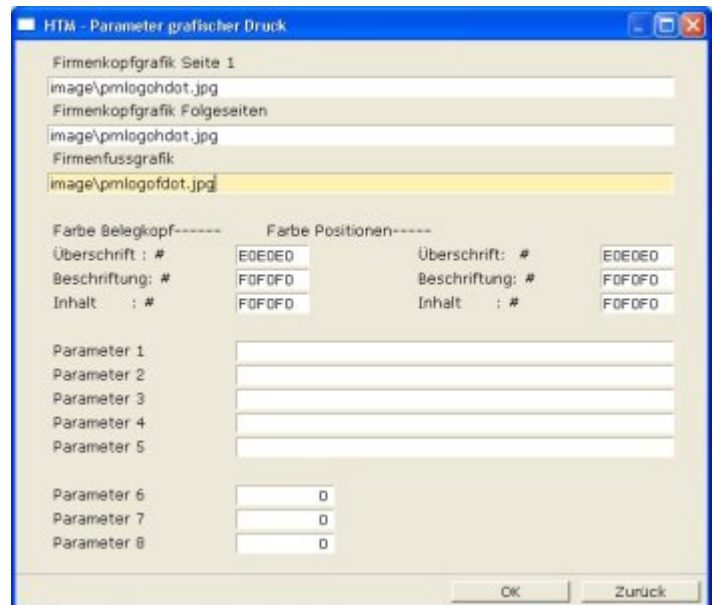 HTM - Parameter grafischer Druck
Firmenkopfgrafik Seite 1
image\pmlogohdot.jpg
Firmenkopfgrafik Folgeseiten
image\pmlogohdot.jpg
Firmenfussgrafik
image\pmlogofdot.jpg
Farbe Belegkopf------ Farbe Positionen-----
Überschrift : # E0E0E0 Überschrift: # E0E0E0
Beschriftung: # F0F0F0 Beschriftung: # F0F0F0
Inhalt : # F0F0F0 Inhalt : # F0F0F0
Parameter 1
Parameter 2
Parameter 3
Parameter 4
Parameter 5
Parameter 6 0
Parameter 7 0
Parameter 8 0
OK Zurück